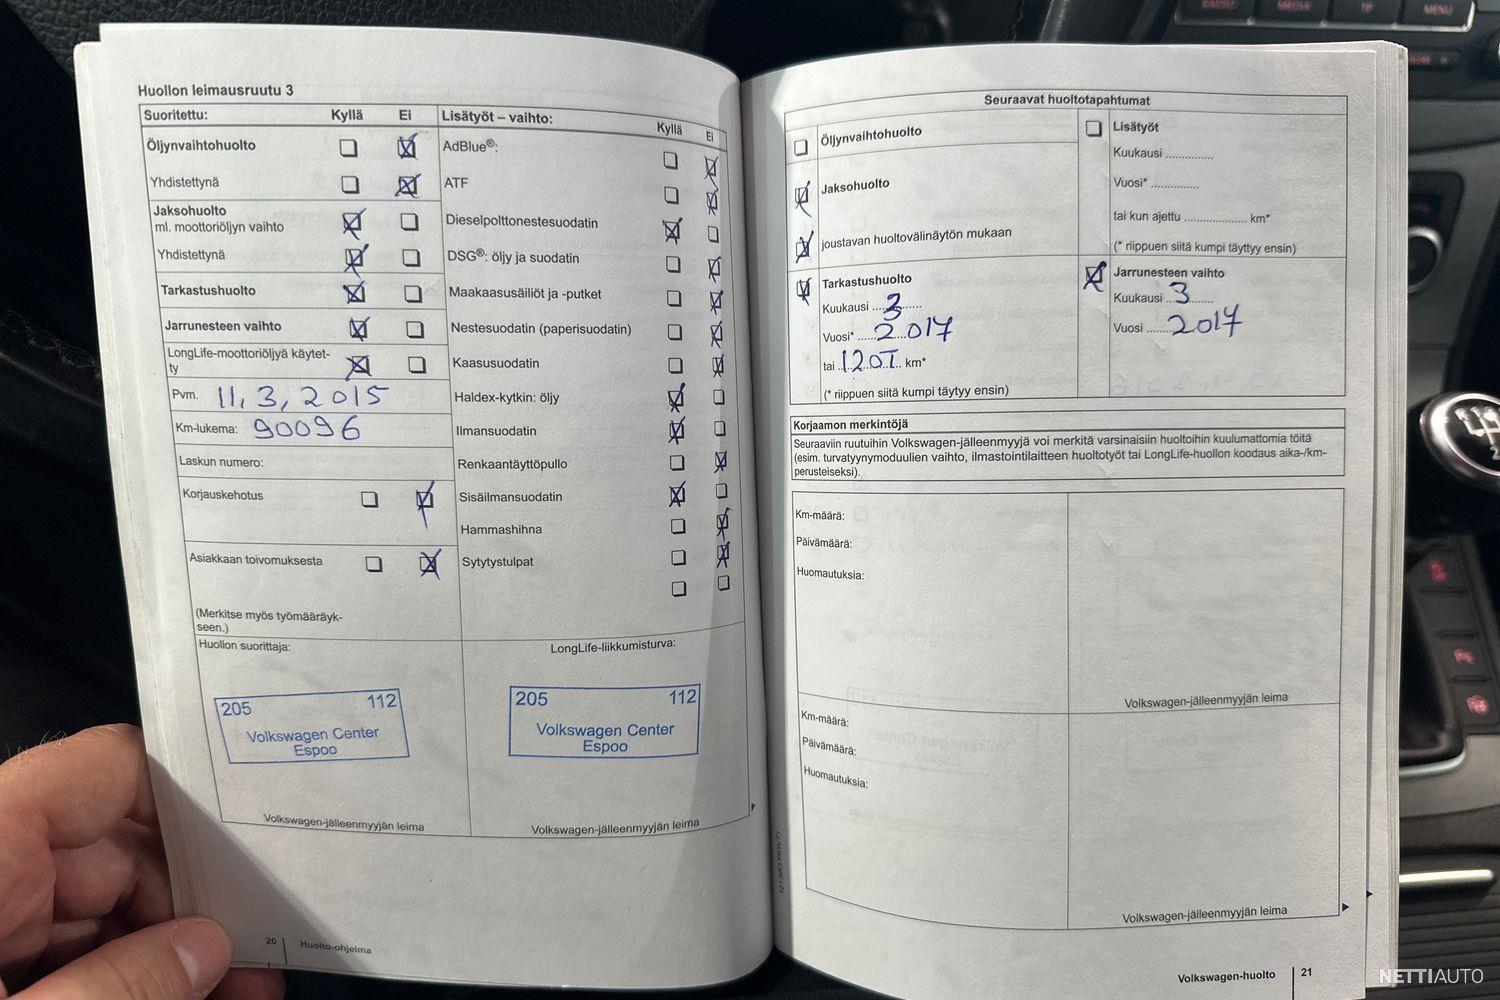 Huollon leimausruutu 3
Suoritettu: Kyllä Ei
Öljynvaihtohuolto
Yhdistettynä
Jaksohuolto
ml. moottoriöljyn vaihto
Yhdistettynä
Tarkastushuolto
Jarrunesteen vaihto
LongLife-moottoriöljyä käytet-
ty
Pvm. 11,3,2015
Km-lukema: 90096
Laskun numero:
Korjauskehotus
Asiakkaan toivomuksesta
(Merkitse myös työmääräyk-
seen.)
Huollon suorittaja:
205 112
Volkswagen Center
Espoo
Volkswagen-jälleenmyyjän leima
Lisätyöt – vaihto: Kyllä Ei
AdBlue®:
ATF
Dieselpolttonestesuodatin
DSG®: öljy ja suodatin
Maakaasusäiliöt ja -putket
Nestesuodatin (paperisuodatin)
Kaasusuodatin
Haldex-kytkin: öljy
Ilmansuodatin
Renkaantäyttöpullo
Sisäilmansuodatin
Hammashihna
Sytytystulpat
LongLife-liikkumisturva:
205 112
Volkswagen Center
Espoo
Volkswagen-jälleenmyyjän leima
20 Huolto-ohjelma
Seuraavat huoltotapahtumat
Öljynvaihtohuolto
Jaksohuolto
joustavan huoltovälinäytön mukaan
Tarkastushuolto
Kuukausi ....3......
Vuosi* ......2017
tai 120T. km*
(* riippuen siitä kumpi täytyy ensin)
Lisätyöt
Kuukausi ...............
Vuosi* ...............
tai kun ajettu ................... km*
(* riippuen siitä kumpi täyttyy ensin)
Jarrunesteen vaihto
Kuukausi ..3.......
Vuosi .......2017
Korjaamon merkintöjä
Seuraaviin ruutuihin Volkswagen-jälleenmyyjä voi merkitä varsinaisiin huoltoihin kuulumattomia töitä
(esim. turvatyynymoduulien vaihto, ilmastointilaitteen huoltotyöt tai LongLife-huollon koodaus aika-/km-
perusteiseksi).
Km-määrä:
Päivämäärä:
Huomautuksia:
Volkswagen-jälleenmyyjän leima
Km-määrä:
Päivämäärä:
Huomautuksia:
Volkswagen-jälleenmyyjän leima
Volkswagen-huolto 21
NETTIAUTO